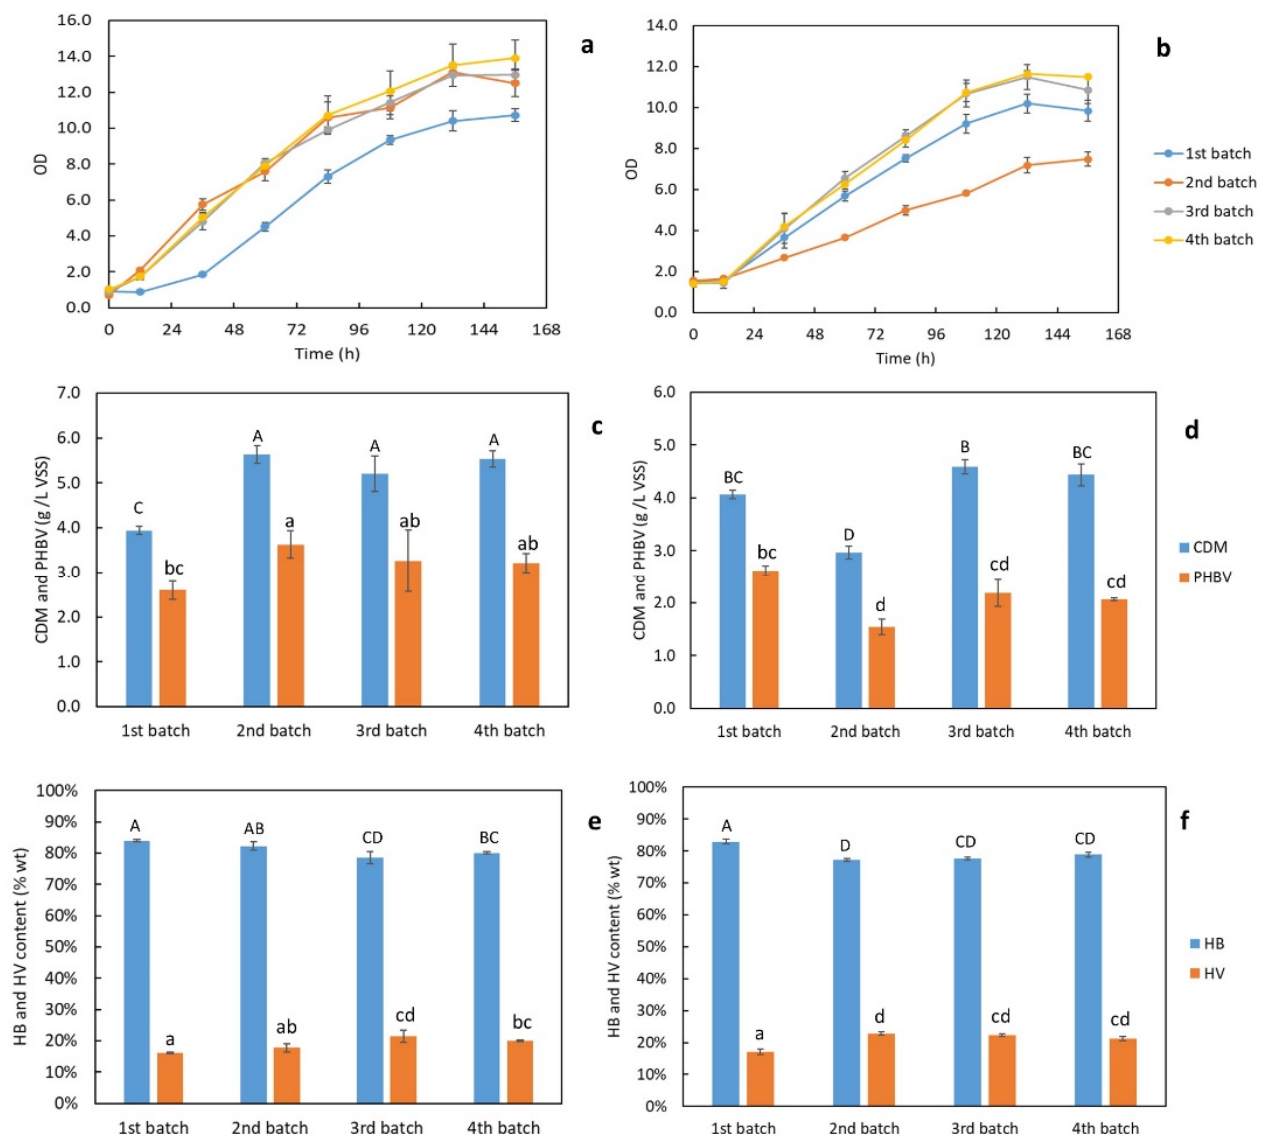 16.0
14.0
12.0
10.0
8.0
6.0
4.0
2.0
0.0
OD
0 24 48 72 96 120 144 168
Time (h)
a
14.0
12.0
10.0
8.0
6.0
4.0
2.0
0.0
OD
0 24 48 72 96 120 144 168
Time (h)
b
1st batch
2nd batch
3rd batch
4th batch
7.0
6.0
5.0
4.0
3.0
2.0
1.0
0.0
CDM and PHBV (g /L VSS)
C
bc
A
a
A
ab
A
ab
1st batch 2nd batch 3rd batch 4th batch
c
6.0
5.0
4.0
3.0
2.0
1.0
0.0
CDM and PHBV (g /L VSS)
BC
bc
D
d
B
cd
BC
cd
1st batch 2nd batch 3rd batch 4th batch
d
CDM
PHBV
100%
90%
80%
70%
60%
50%
40%
30%
20%
10%
0%
HB and HV content (% wt)
A
a
AB
ab
CD
cd
BC
bc
1st batch 2nd batch 3rd batch 4th batch
e
100%
90%
80%
70%
60%
50%
40%
30%
20%
10%
0%
HB and HV content (% wt)
A
a
D
d
CD
cd
CD
cd
1st batch 2nd batch 3rd batch 4th batch
f
HB
HV